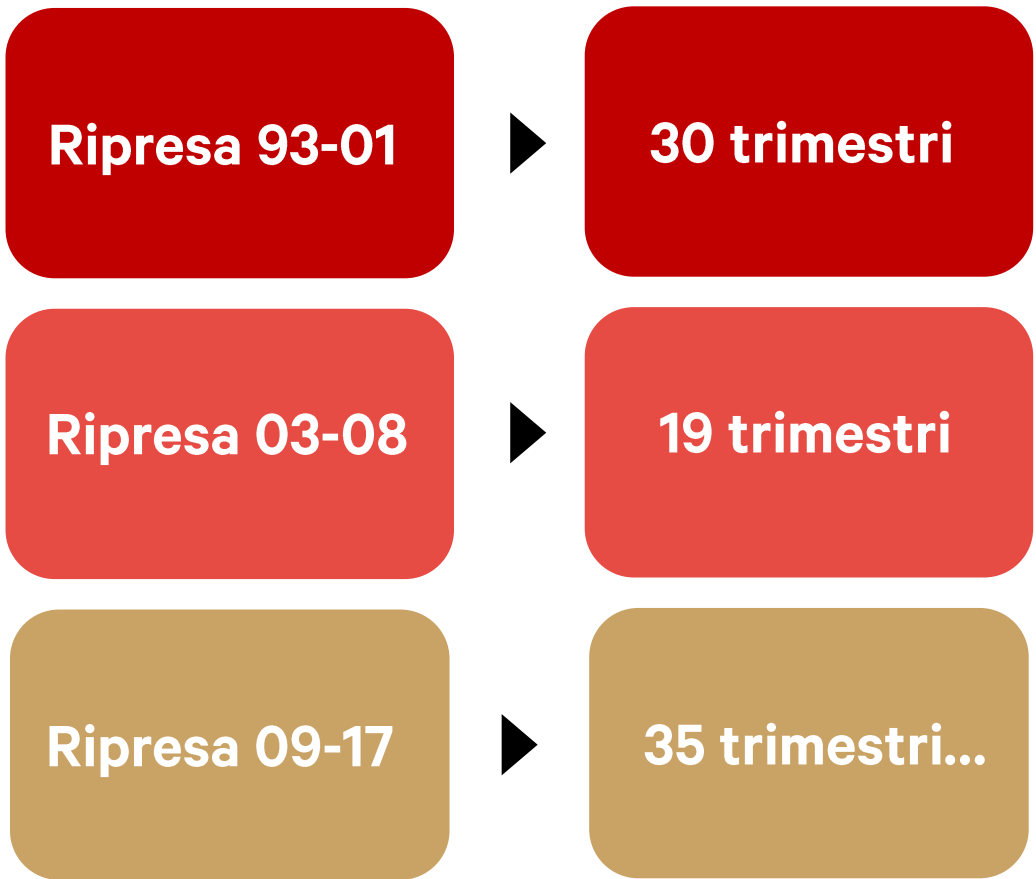 Ripresa 93-01
30 trimestri
Ripresa 03-08
19 trimestri
Ripresa 09-17
35 trimestri...